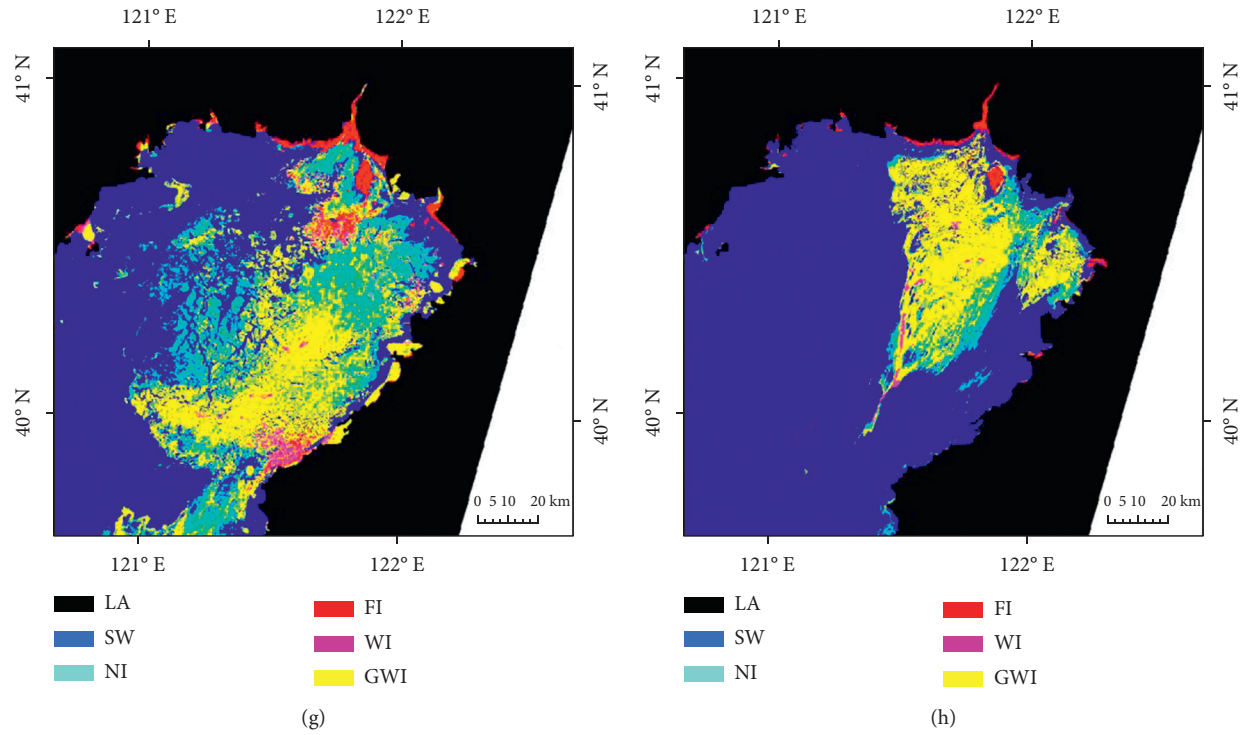 121° E 122° E 121° E 122° E
41° N 41° N 41° N 41° N
40° N 40° N 40° N 40° N
0 5 10 20 km 0 5 10 20 km
121° E 122° E 121° E 122° E
LA FI LA FI
SW WI SW WI
NI GWI NI GWI
(g) (h)